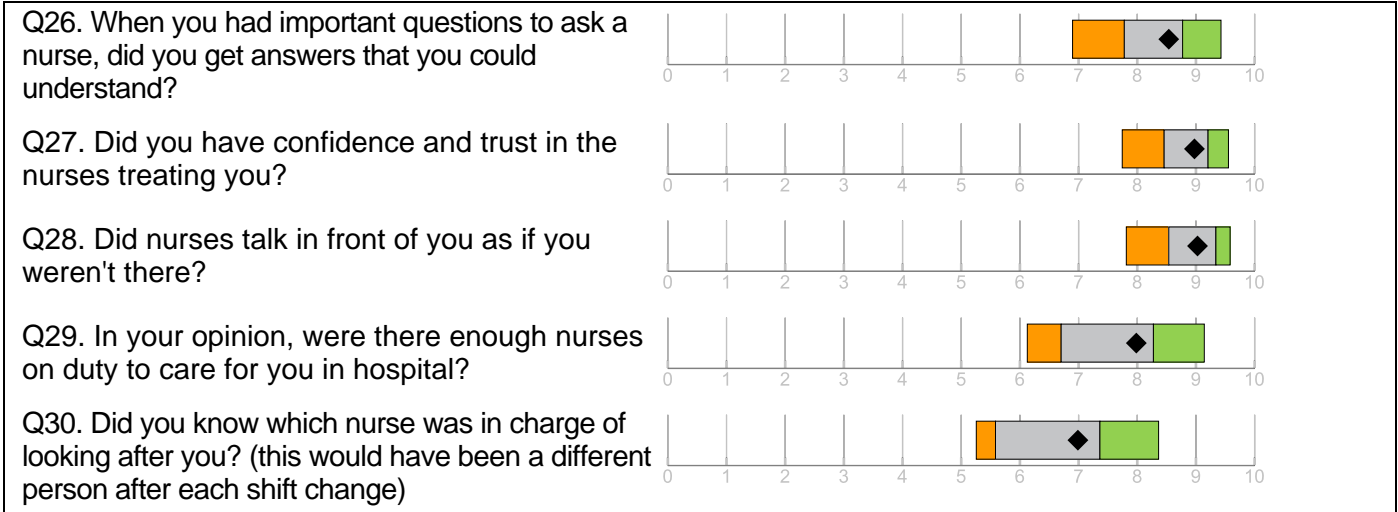 Q26. When you had important questions to ask a
nurse, did you get answers that you could
understand?
0 1 2 3 4 5 6 7 8 9 10
Q27. Did you have confidence and trust in the
nurses treating you?
0 1 2 3 4 5 6 7 8 9 10
Q28. Did nurses talk in front of you as if you
weren't there?
0 1 2 3 4 5 6 7 8 9 10
Q29. In your opinion, were there enough nurses
on duty to care for you in hospital?
0 1 2 3 4 5 6 7 8 9 10
Q30. Did you know which nurse was in charge of
looking after you? (this would have been a different
person after each shift change)
0 1 2 3 4 5 6 7 8 9 10